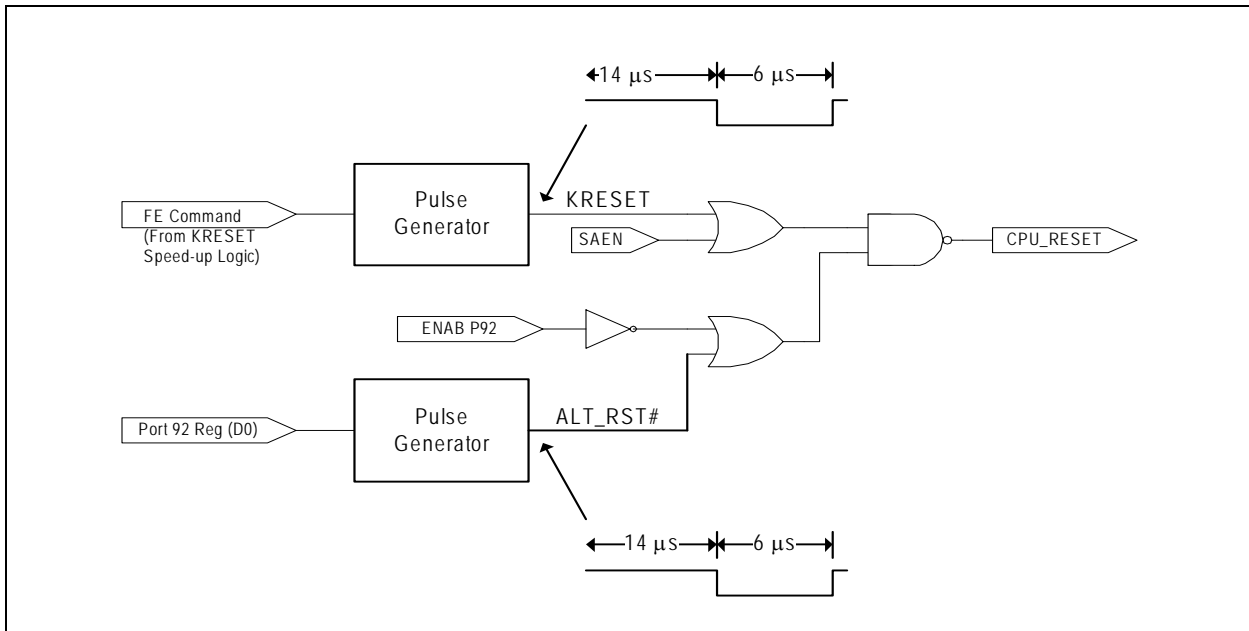 14 µs
6 µs
Pulse
Generator
KRESET
FE Command
(From KRESET
Speed-up Logic)
SAEN
CPU_RESET
ENAB P92
Pulse
Generator
ALT_RST#
Port 92 Reg (D0)
14 µs
6 µs